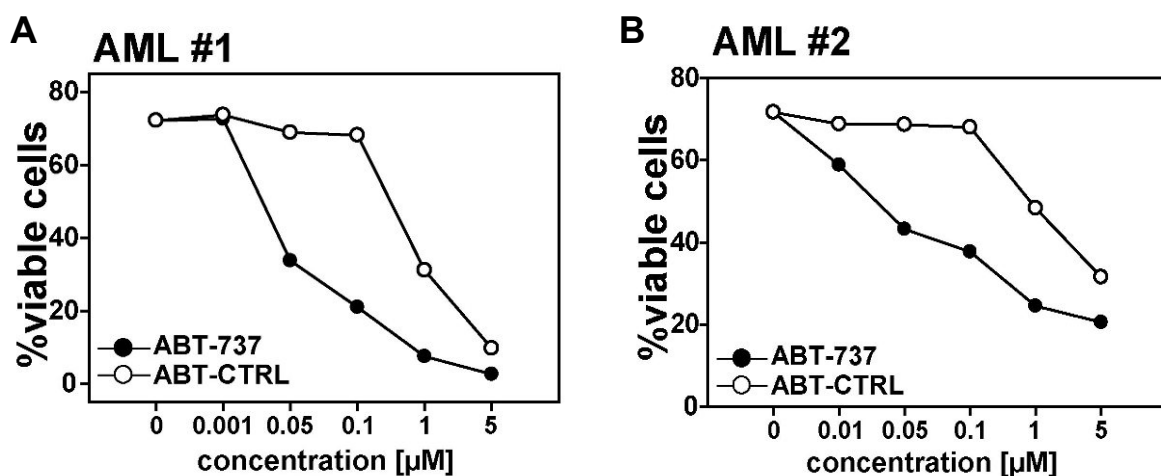 A
AML #1
%viable cells
80
60
40
20
0
ABT-737
ABT-CTRL
0 0.001 0.05 0.1 1 5
concentration [µM]
B
AML #2
%viable cells
80
60
40
20
0
ABT-737
ABT-CTRL
0 0.01 0.05 0.1 1 5
concentration [µM]